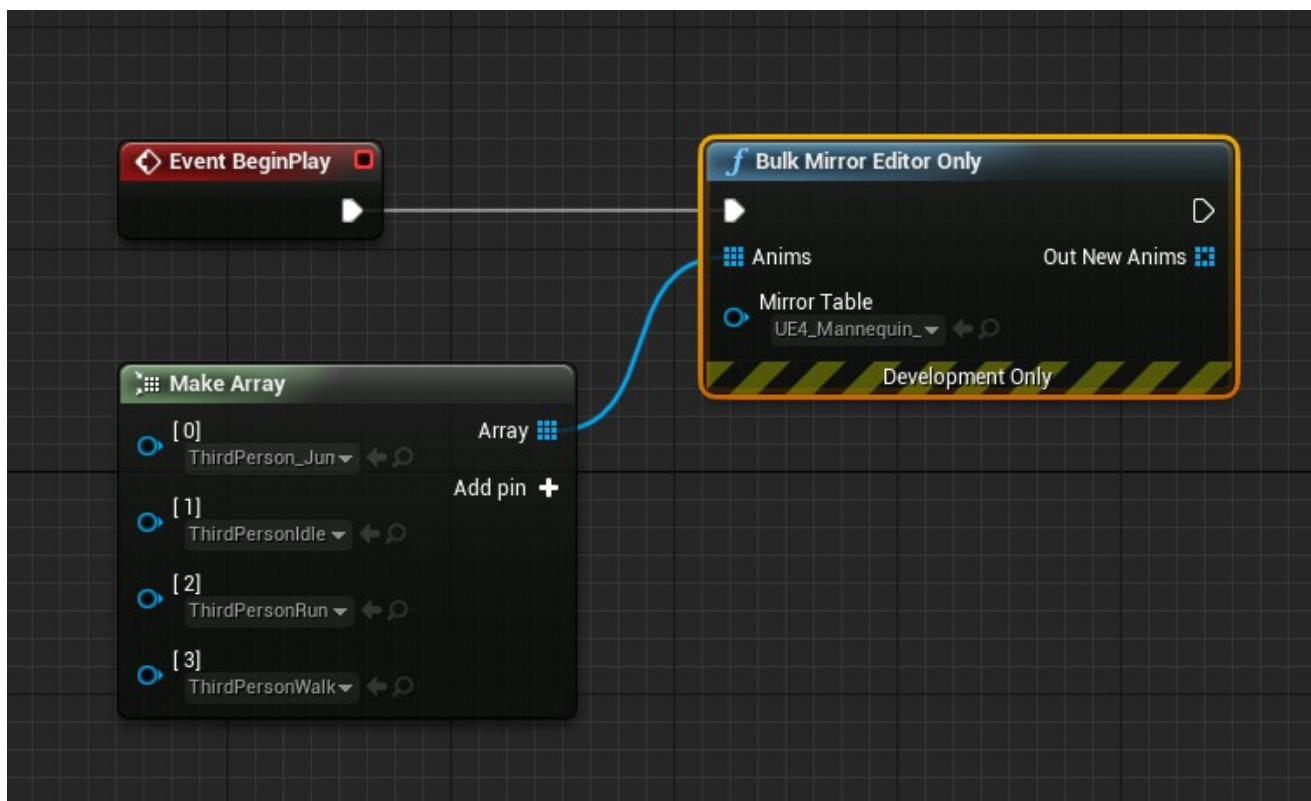 Event BeginPlay
Bulk Mirror Editor Only
Anims
Out New Anims
Mirror Table
UE4_Mannequin_
Development Only
Make Array
[0]
Array
ThirdPerson_Jun
Add pin
[1]
ThirdPersonIdle
[2]
ThirdPersonRun
[3]
ThirdPersonWalk